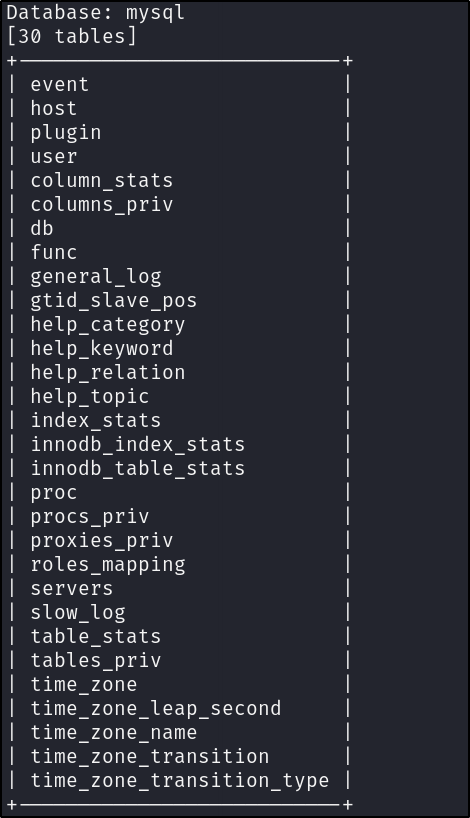 Database: mysql
[30 tables]
+---------------------------+
| event                     |
| host                      |
| plugin                    |
| user                      |
| column_stats              |
| columns_priv              |
| db                        |
| func                      |
| general_log               |
| gtid_slave_pos            |
| help_category             |
| help_keyword              |
| help_relation             |
| help_topic                |
| index_stats               |
| innodb_index_stats        |
| innodb_table_stats        |
| proc                      |
| procs_priv                |
| proxies_priv              |
| roles_mapping             |
| servers                   |
| slow_log                  |
| table_stats               |
| tables_priv               |
| time_zone                 |
| time_zone_leap_second     |
| time_zone_name            |
| time_zone_transition      |
| time_zone_transition_type |
+---------------------------+